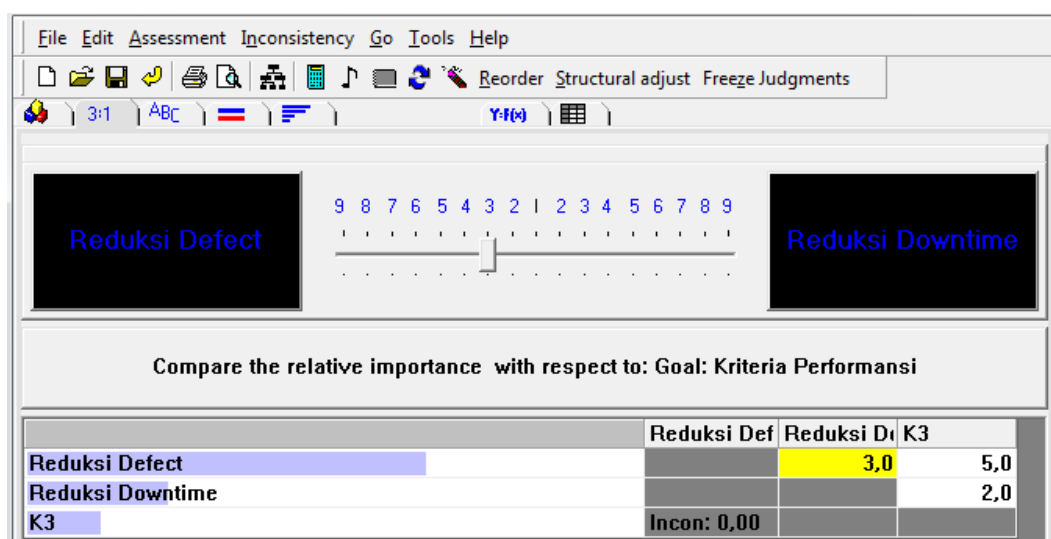 File Edit Assessment Inconsistency Go Tools Help
Reorder Structural adjust Freeze Judgments
3:1 ABC Y=F(x)
9 8 7 6 5 4 3 2 1 2 3 4 5 6 7 8 9
Reduksi Defect Reduksi Downtime
Compare the relative importance with respect to: Goal: Kriteria Performansi
Reduksi Def Reduksi D K3
Reduksi Defect 3,0 5,0
Reduksi Downtime 2,0
K3 Incon: 0,00